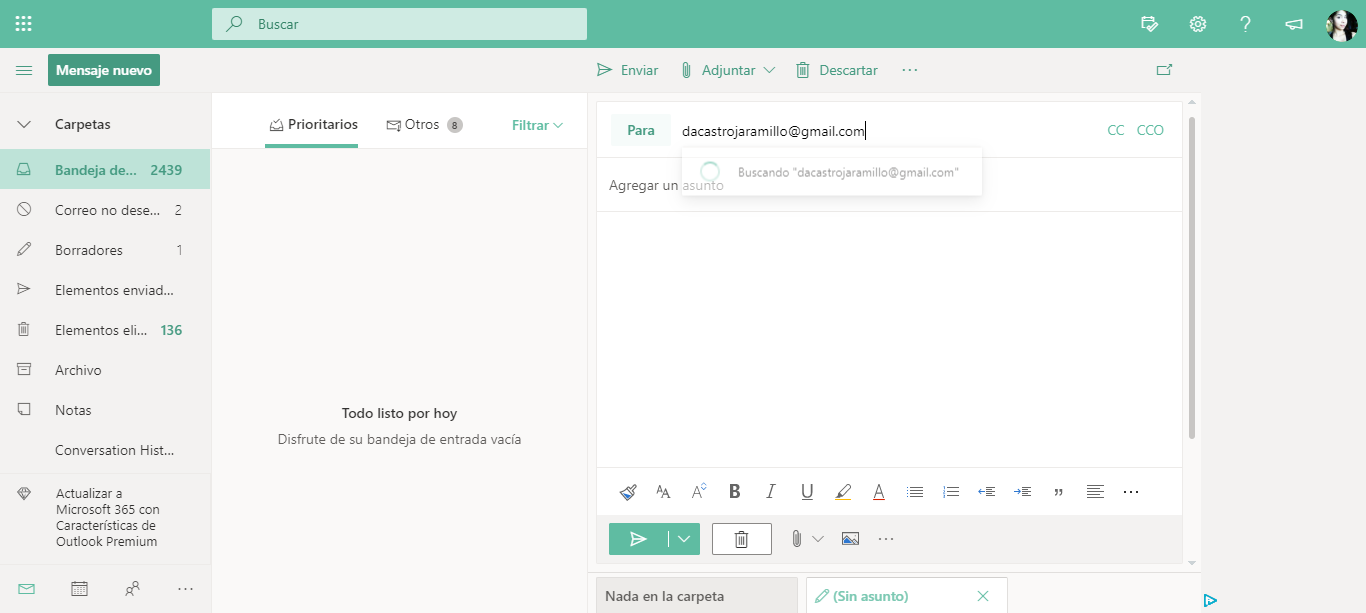 Buscar
Mensaje nuevo
Enviar
Adjuntar
Descartar
Carpetas
Bandeja de... 2439
Correo no dese... 2
Borradores 1
Elementos enviad...
Elementos eli... 136
Archivo
Notas
Conversation Hist...
Actualizar a
Microsoft 365 con
Características de
Outlook Premium
Prioritarios
Otros 8
Filtrar
Todo listo por hoy
Disfrute de su bandeja de entrada vacía
Para dacastrojaramillo@gmail.com CC CCO
Buscando "dacastrojaramillo@gmail.com"
Agregar un asunto
Nada en la carpeta
(Sin asunto)